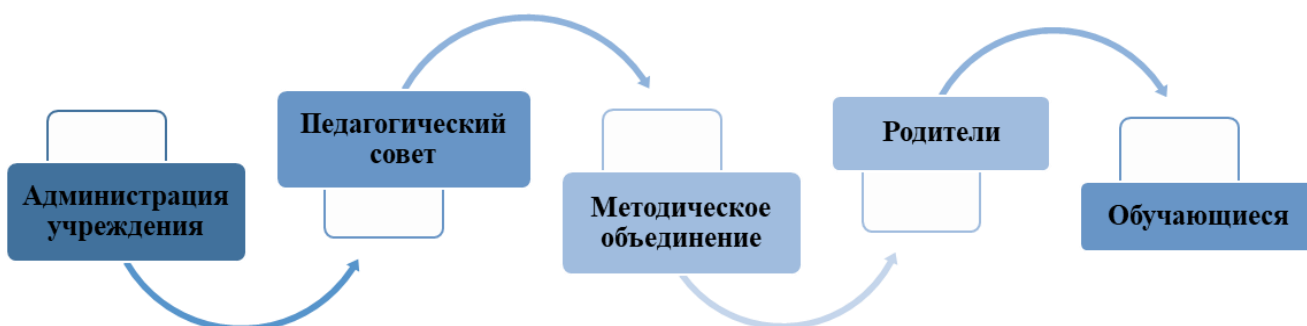 Администрация
учреждения
Педагогический
совет
Методическое
объединение
Родители
Обучающиеся